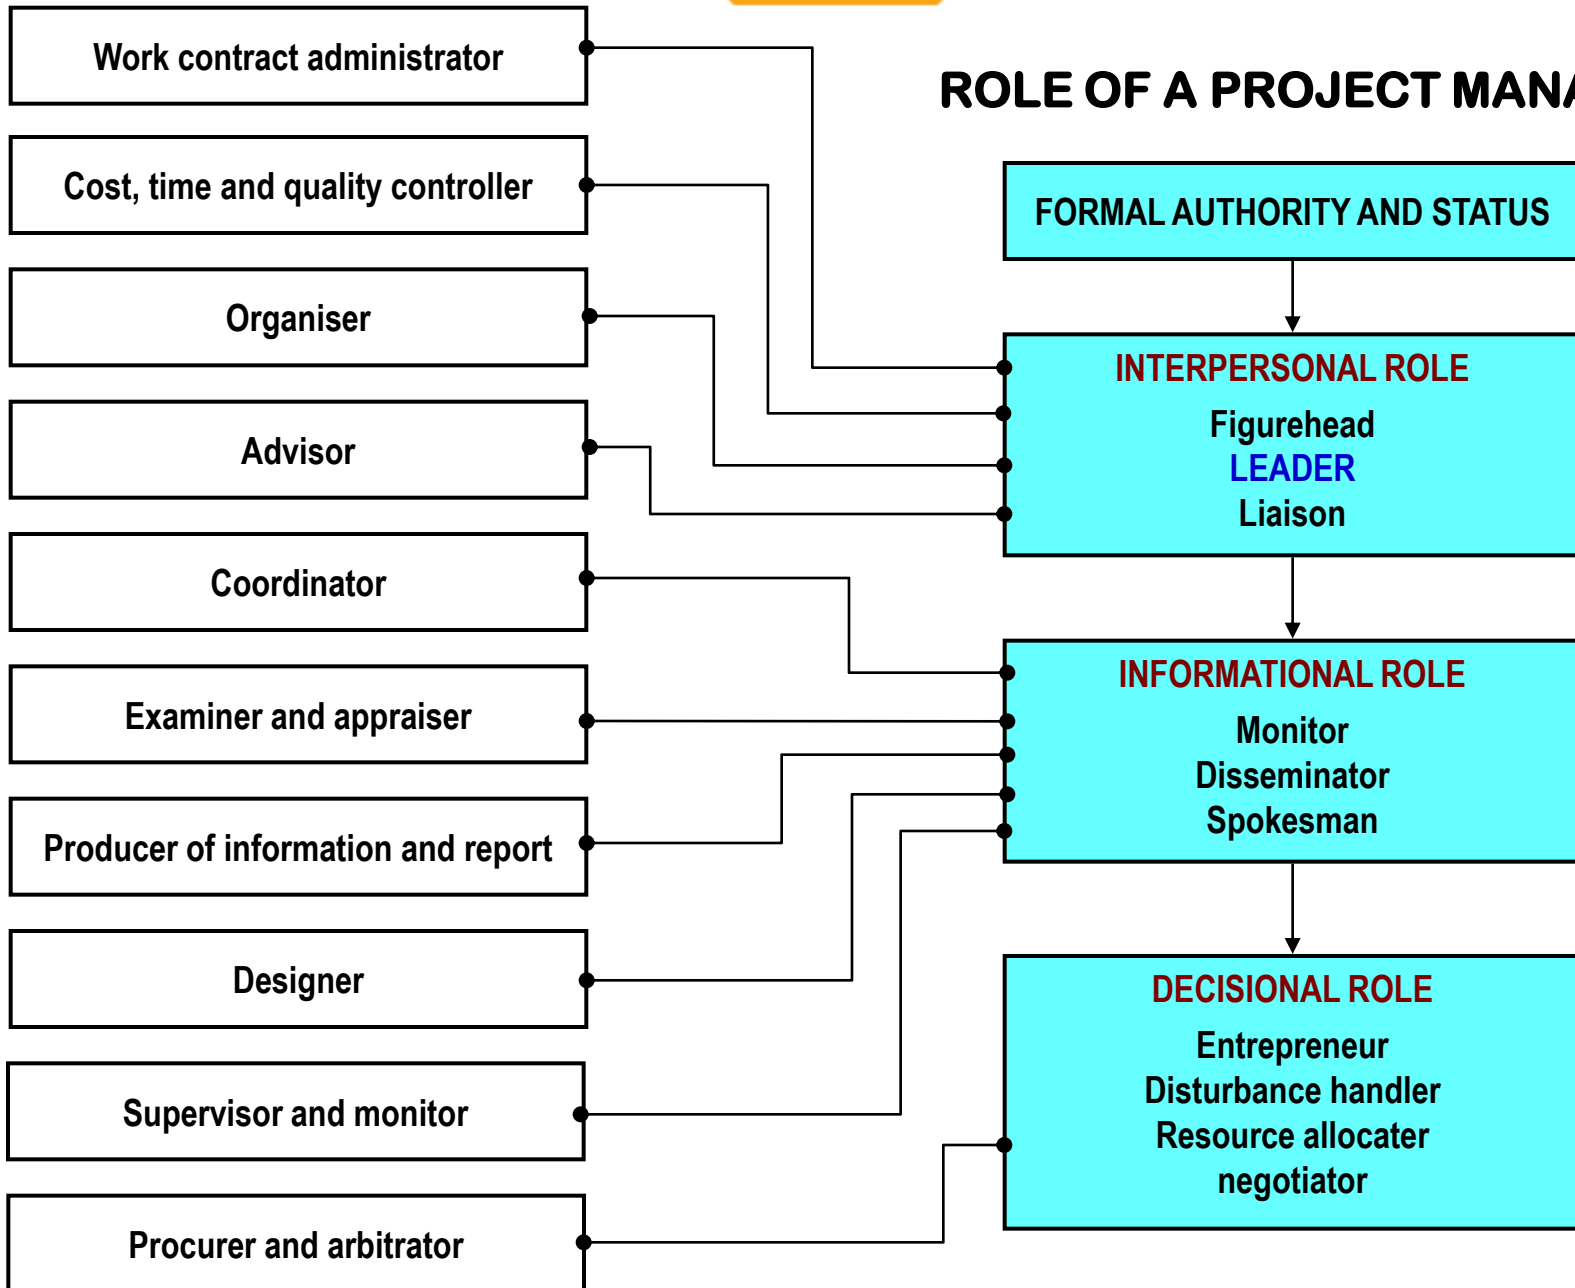 ROLE OF A PROJECT MANA
Work contract administrator
Cost, time and quality controller
Organiser
Advisor
Coordinator
Examiner and appraiser
Producer of information and report
Designer
Supervisor and monitor
Procurer and arbitrator
FORMAL AUTHORITY AND STATUS
INTERPERSONAL ROLE
Figurehead
LEADER
Liaison
INFORMATIONAL ROLE
Monitor
Disseminator
Spokesman
DECISIONAL ROLE
Entrepreneur
Disturbance handler
Resource allocater
negotiator